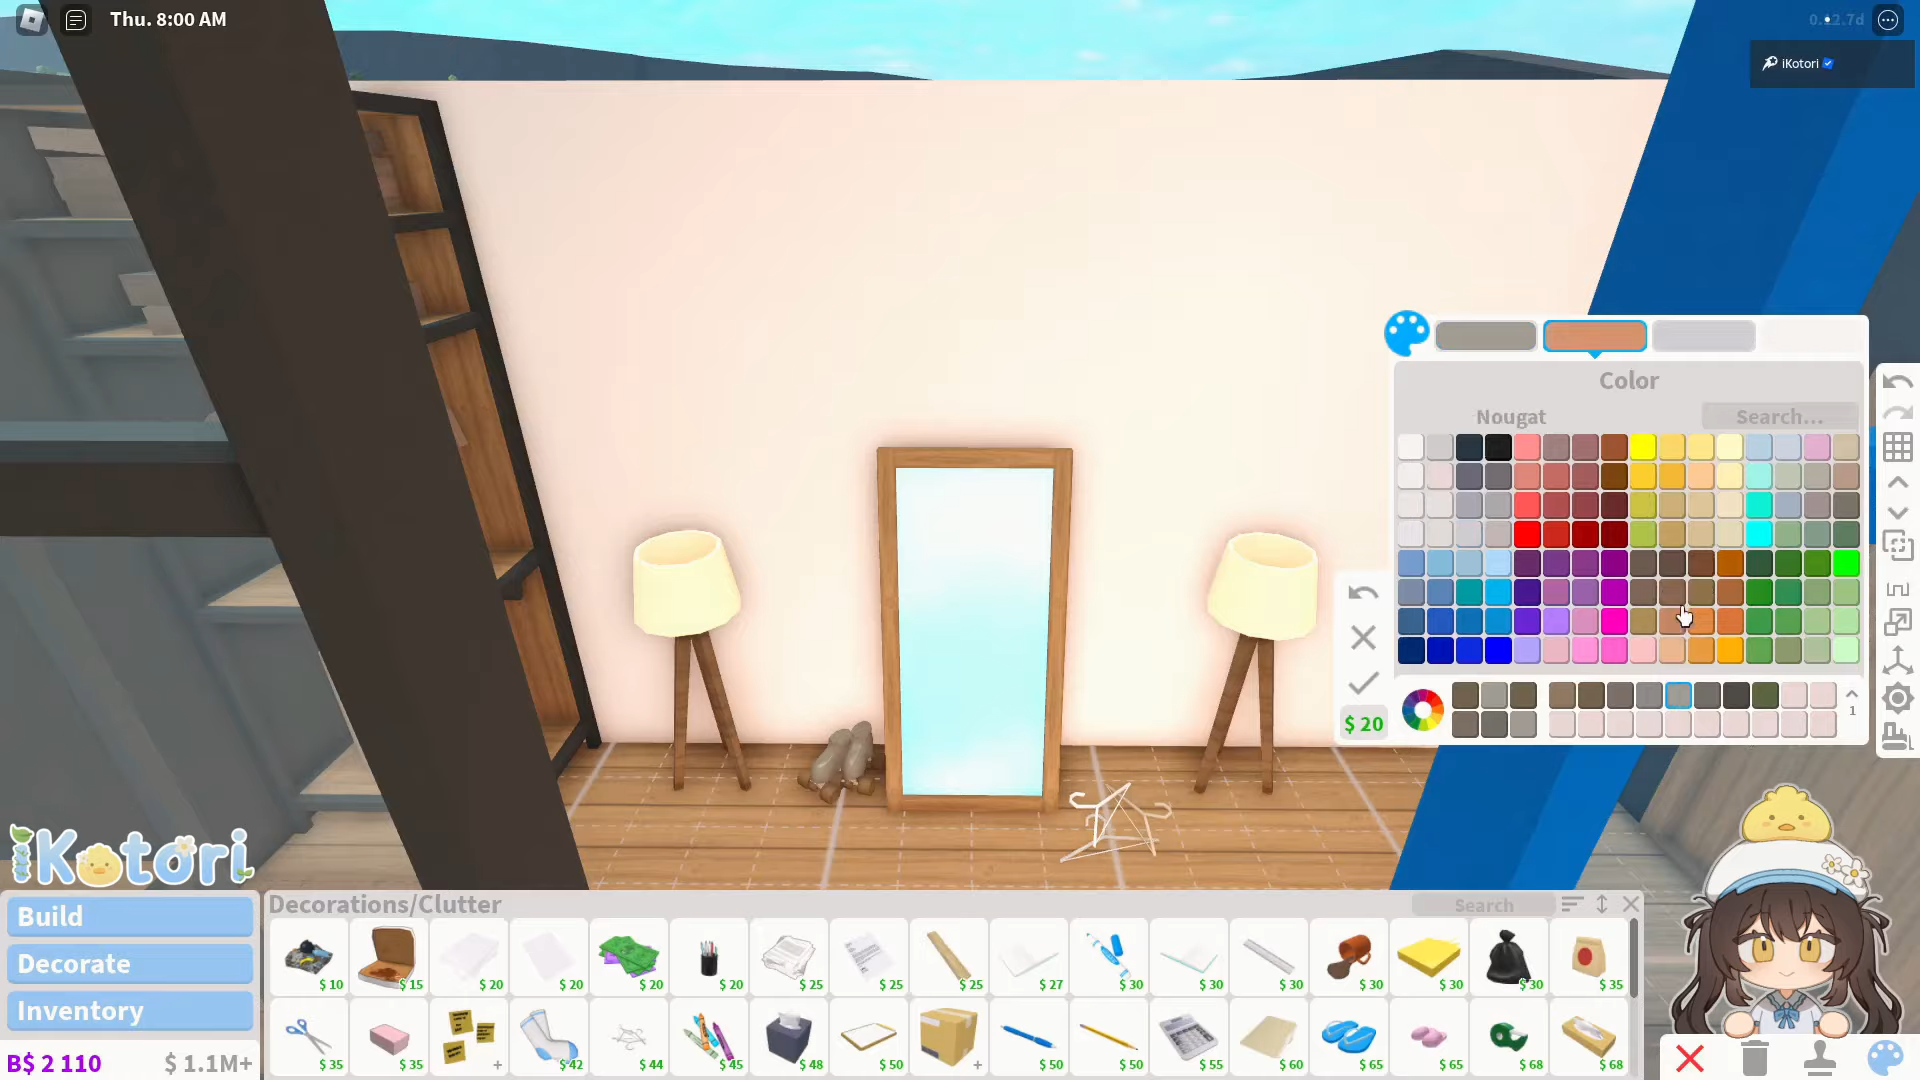 Thu. 8:00 AM
iKotori
Color
Nougat
Search...
$ 20
1
iKotori
Build
Decorate
Inventory
B$ 2 110
$ 1.1M+
Decorations/Clutter
Search
$ 10
$ 15
$ 20
$ 20
$ 20
$ 20
$ 25
$ 25
$ 25
$ 27
$ 30
$ 30
$ 30
$ 30
$ 30
$ 30
$ 35
$ 35
$ 35
+
$ 42
$ 44
$ 45
$ 48
$ 50
+
$ 50
$ 50
$ 55
$ 60
$ 65
$ 65
$ 68
$ 68